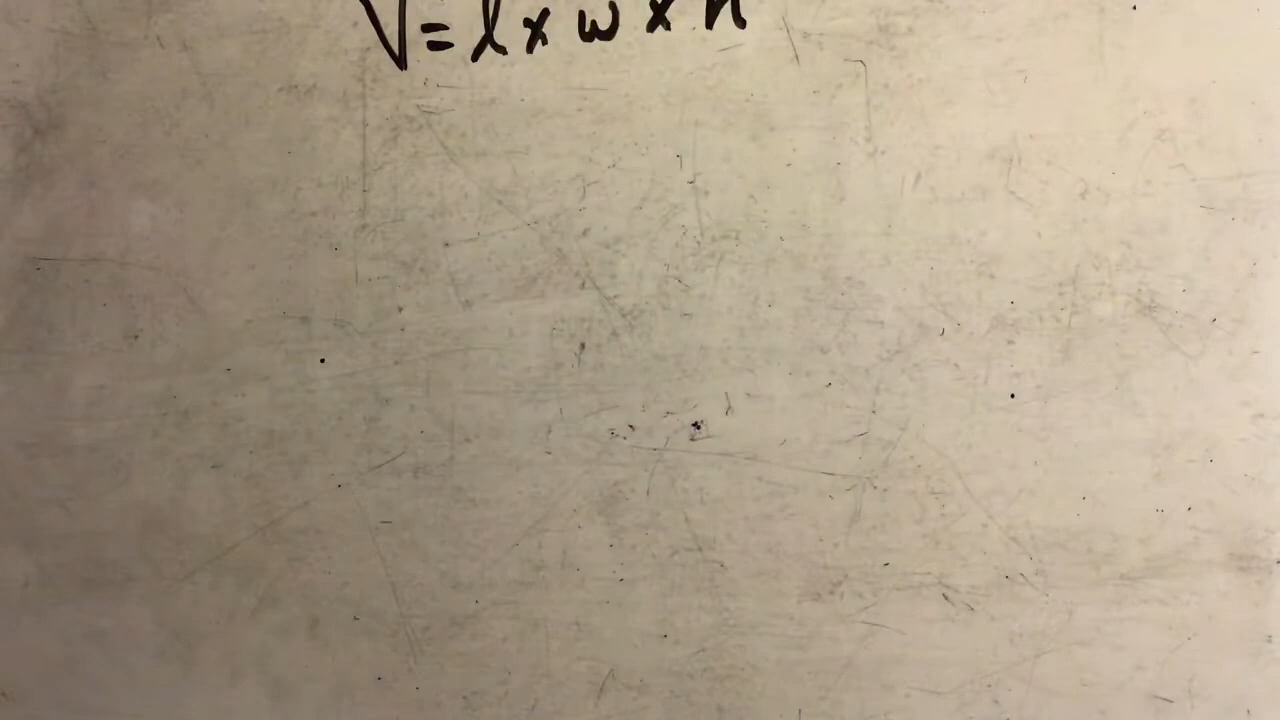 V = l x w x h